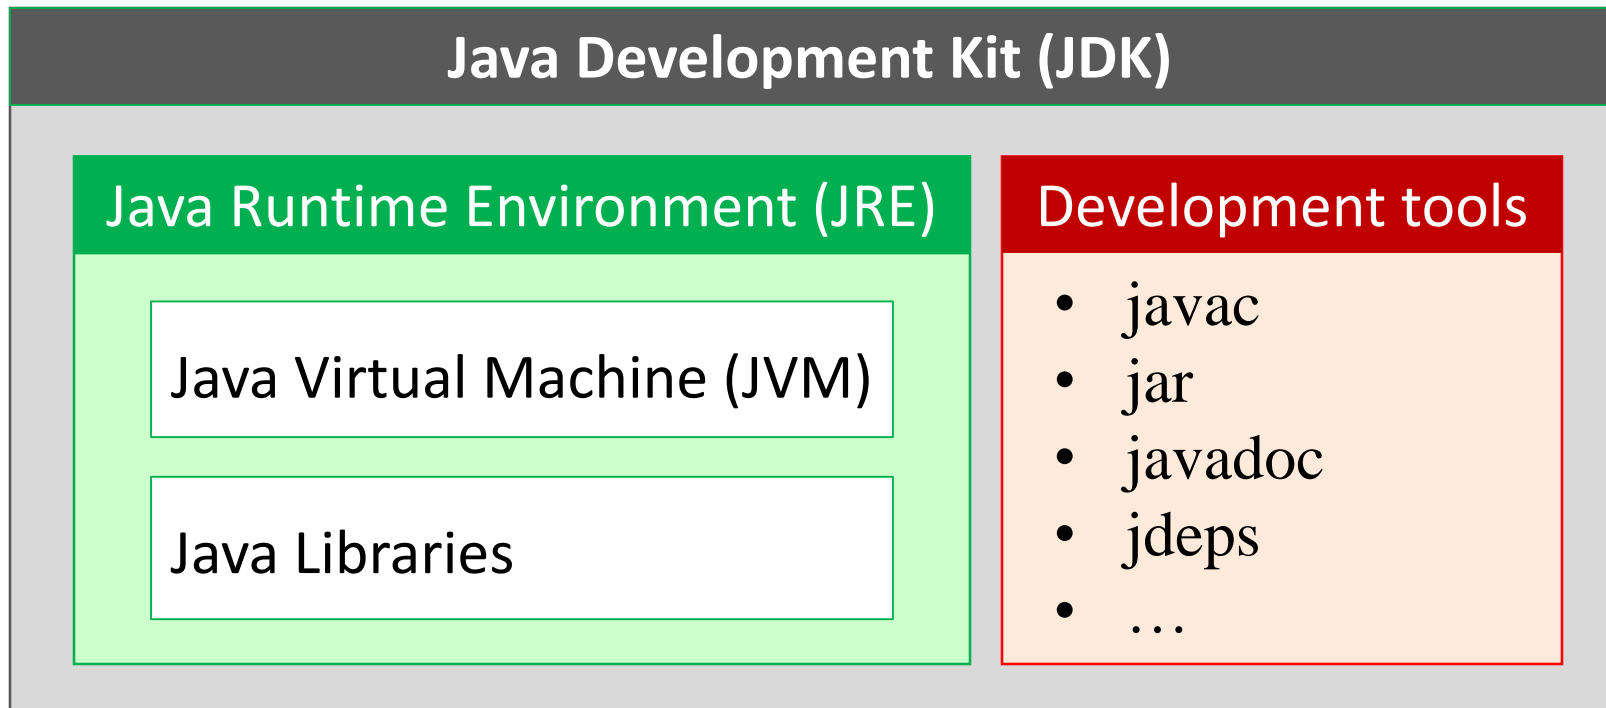 Java Development Kit (JDK)
Java Runtime Environment (JRE)
Java Virtual Machine (JVM)
Java Libraries
Development tools
• javac
• jar
• javadoc
• jdeps
• …